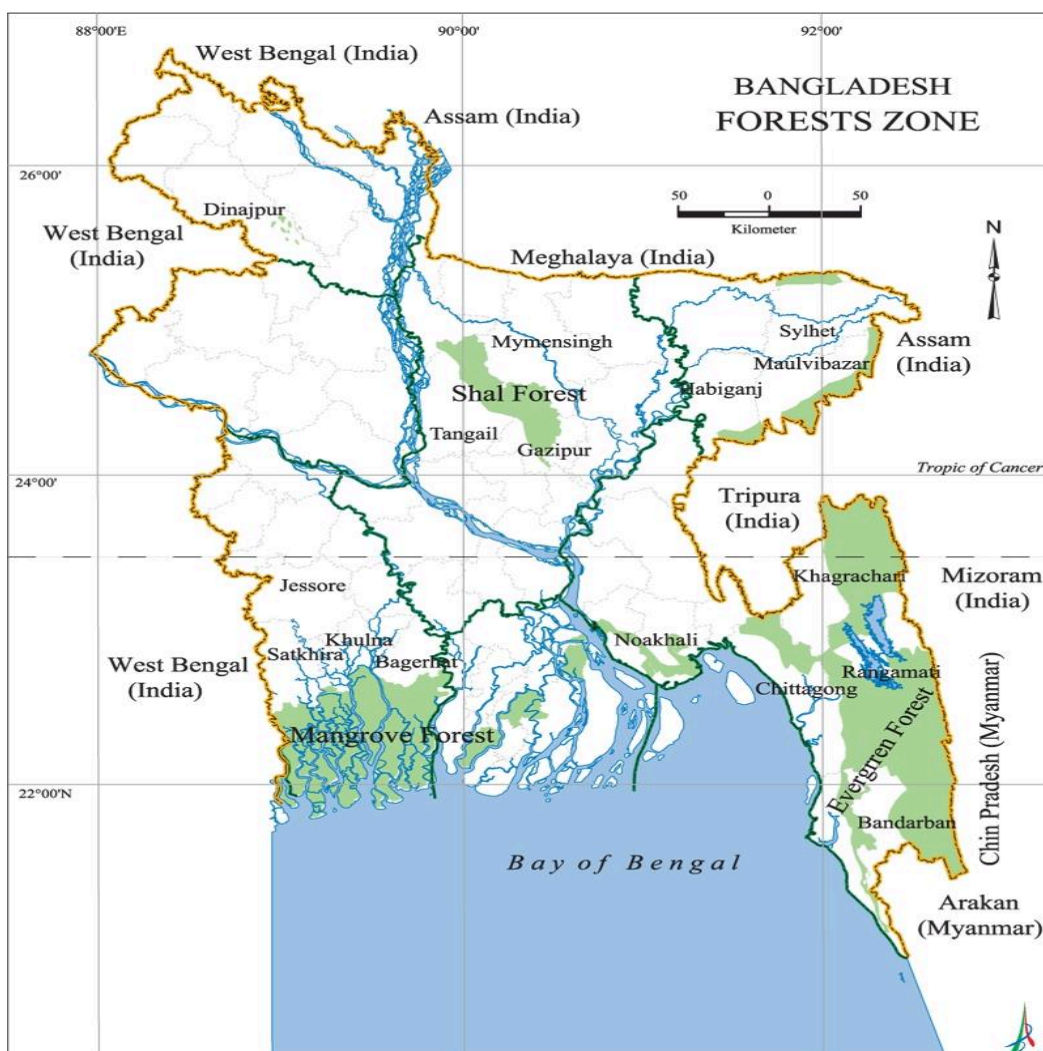 88°00'E
90°00'
92°00'
West Bengal (India)
BANGLADESH
FORESTS ZONE
Assam (India)
26°00'
50
0
50
Kilometer
Dinajpur
West Bengal
(India)
N
Meghalaya (India)
Sylhet
Assam
(India)
Mymensingh
Maulvibazar
Habiganj
Shal Forest
Tangail
Gazipur
Tropic of Cancer
24°00'
Tripura
(India)
Khagrachari
Mizoram
(India)
Jessore
Khulna
Noakhali
Satkhira
Bagerhat
West Bengal
(India)
Rangamati
Chittagong
Mangrove Forest
Evergrren Forest
Chin Pradesh (Myanmar)
22°00'N
Bandarban
Bay of Bengal
Arakan
(Myanmar)